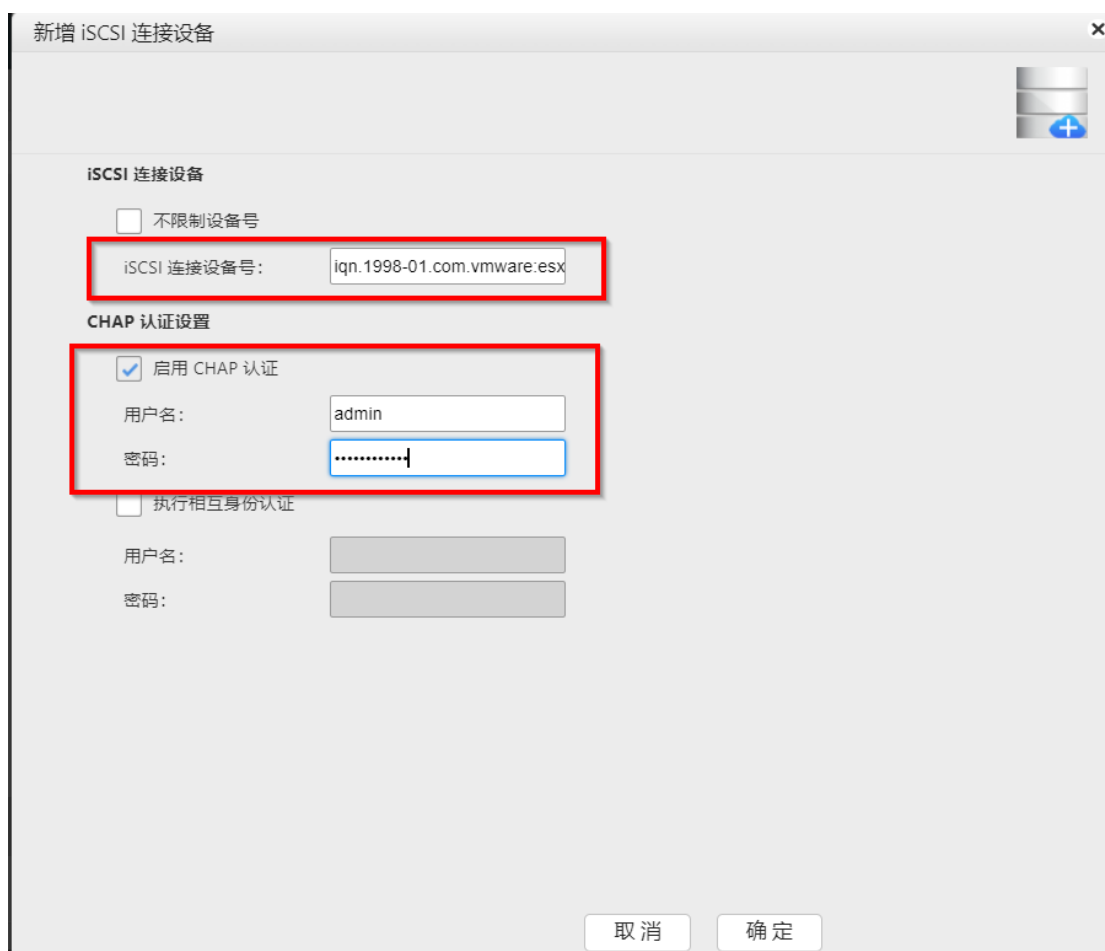 新增 iSCSI 连接设备
iSCSI 连接设备
不限制设备号
iSCSI 连接设备号： iqn.1998-01.com.vmware:esx
CHAP 认证设置
启用 CHAP 认证
用户名： admin
密码： ••••••••••••
执行相互身份认证
用户名：
密码：
取消 确定